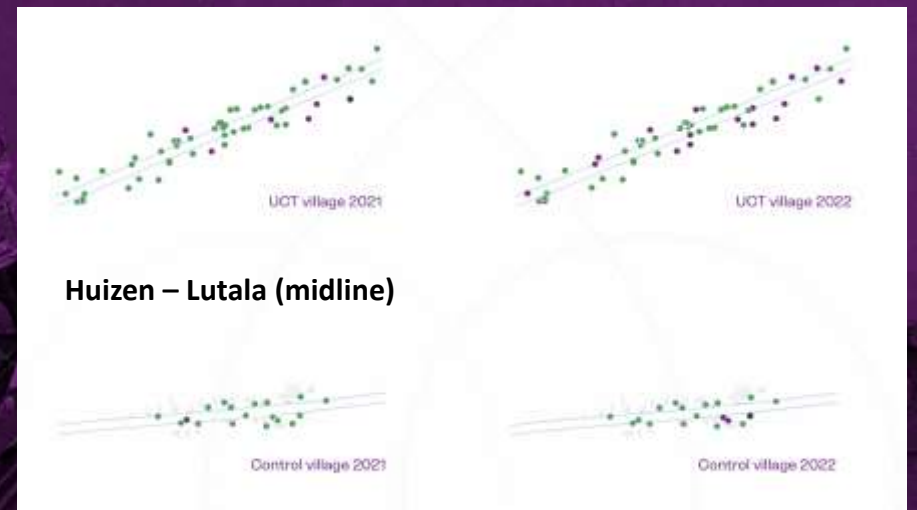 UCT village 2021
UCT village 2022
Huizen – Lutala (midline)
Control village 2021
Control village 2022